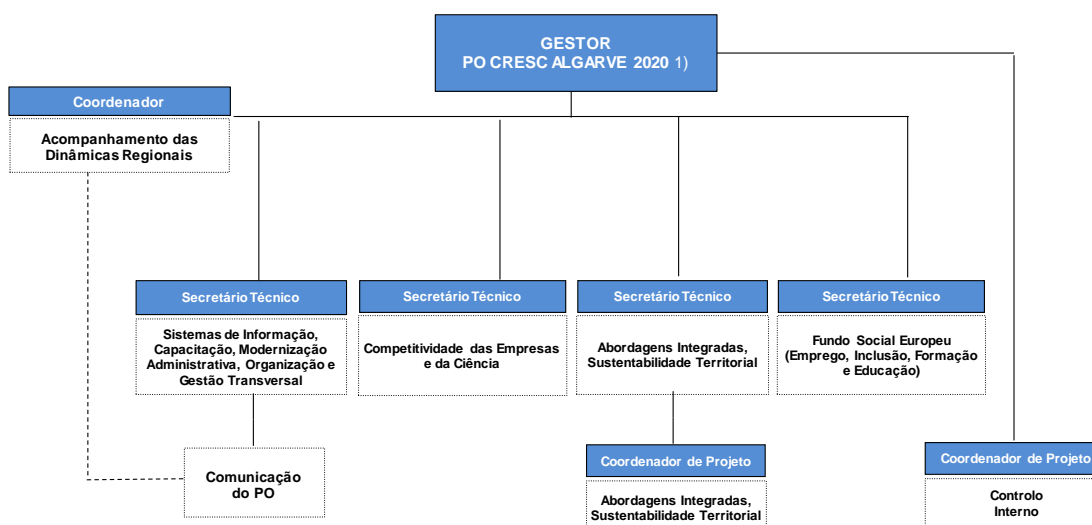 GESTOR
PO CRESC ALGARVE 2020 1)
Coordenador
Acompanhamento das
Dinâmicas Regionais
Secretário Técnico
Sistemas de Informação,
Capacitação, Modernização
Administrativa, Organização e
Gestão Transversal
Secretário Técnico
Competitividade das Empresas
e da Ciência
Secretário Técnico
Abordagens Integradas,
Sustentabilidade Territorial
Secretário Técnico
Fundo Social Europeu
(Emprego, Inclusão, Formação
e Educação)
Comunicação
do PO
Coordenador de Projeto
Abordagens Integradas,
Sustentabilidade Territorial
Coordenador de Projeto
Controlo
Interno